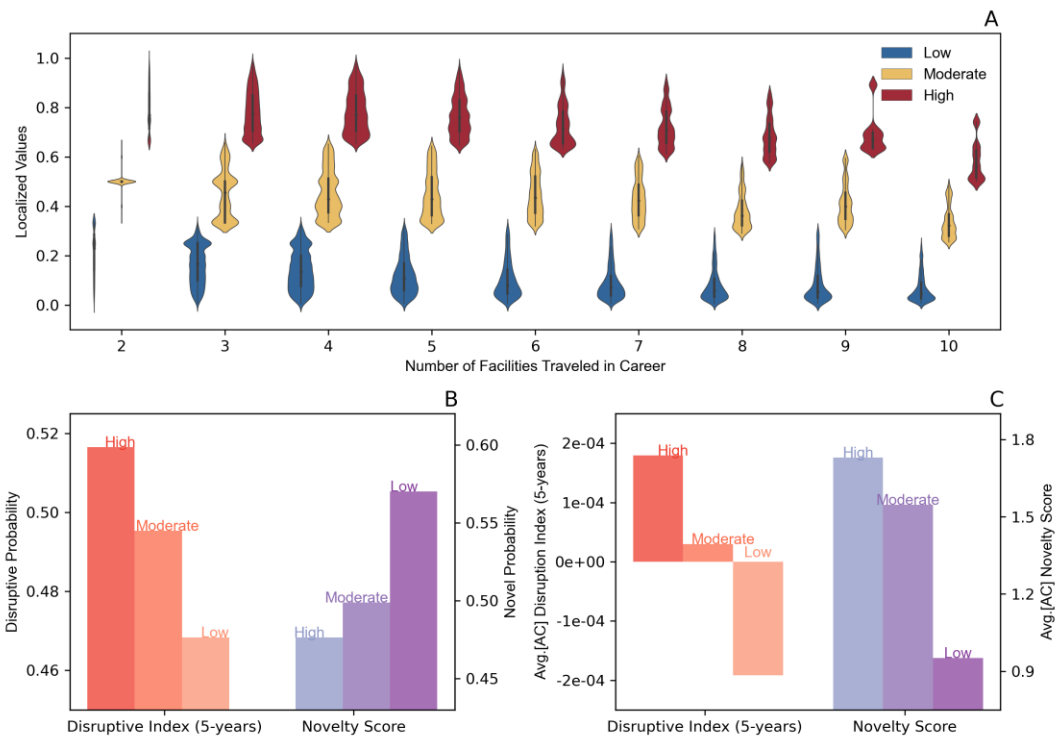 A
1.0
0.8
0.6
0.4
0.2
0.0
Localized Values
Low
Moderate
High
2 3 4 5 6 7 8 9 10
Number of Facilities Traveled in Career
B
0.52
0.50
0.48
0.46
Disruptive Probability
High
Moderate
Low
High
Moderate
Low
0.60
0.55
0.50
0.45
Novel Probability
Disruptive Index (5-years) Novelty Score
C
2e-04
1e-04
0e+00
-1e-04
-2e-04
Avg.[AC] Disruption Index (5-years)
High
Moderate
Low
High
Moderate
Low
1.8
1.5
1.2
0.9
Avg.[AC] Novelty Score
Disruptive Index (5-years) Novelty Score